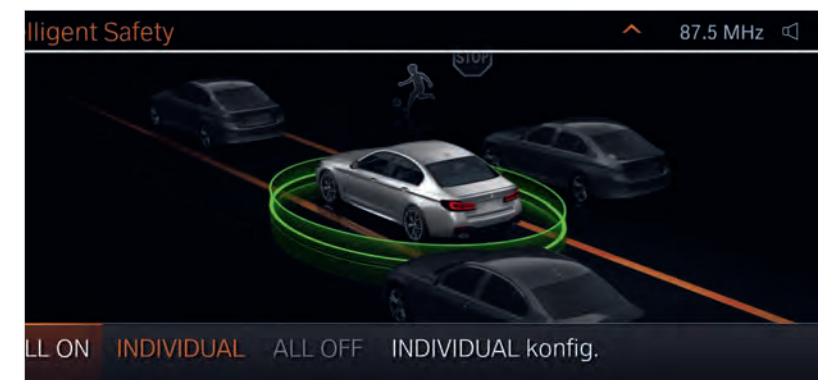 lligent Safety
87.5 MHz
STOP
LL ON INDIVIDUAL ALL OFF INDIVIDUAL konfig.